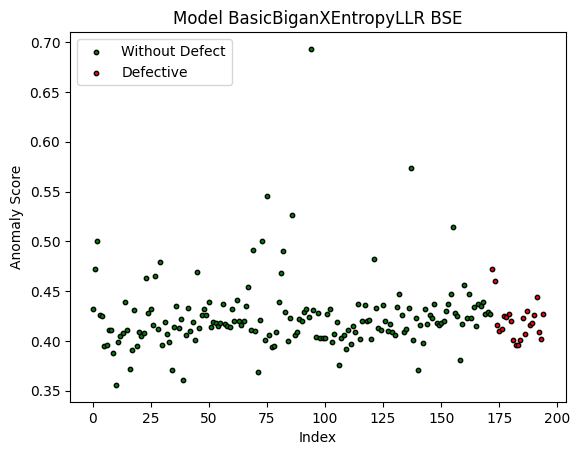 Model BasicBiganXEntropyLLR BSE
Without Defect
Defective
Anomaly Score
0.70
0.65
0.60
0.55
0.50
0.45
0.40
0.35
0 25 50 75 100 125 150 175 200
Index